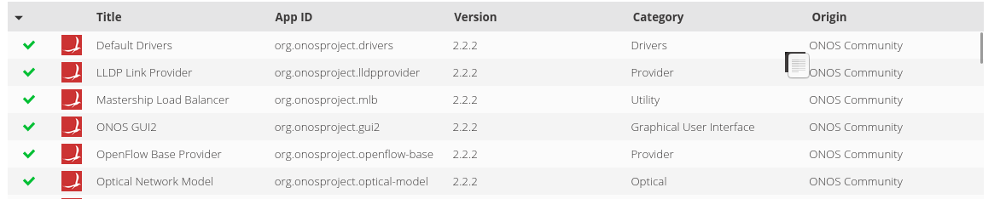 Title App ID Version Category Origin
Default Drivers org.onosproject.drivers 2.2.2 Drivers ONOS Community
LLDP Link Provider org.onosproject.lldpprovider 2.2.2 Provider ONOS Community
Mastership Load Balancer org.onosproject.mlb 2.2.2 Utility ONOS Community
ONOS GUI2 org.onosproject.gui2 2.2.2 Graphical User Interface ONOS Community
OpenFlow Base Provider org.onosproject.openflow-base 2.2.2 Provider ONOS Community
Optical Network Model org.onosproject.optical-model 2.2.2 Optical ONOS Community